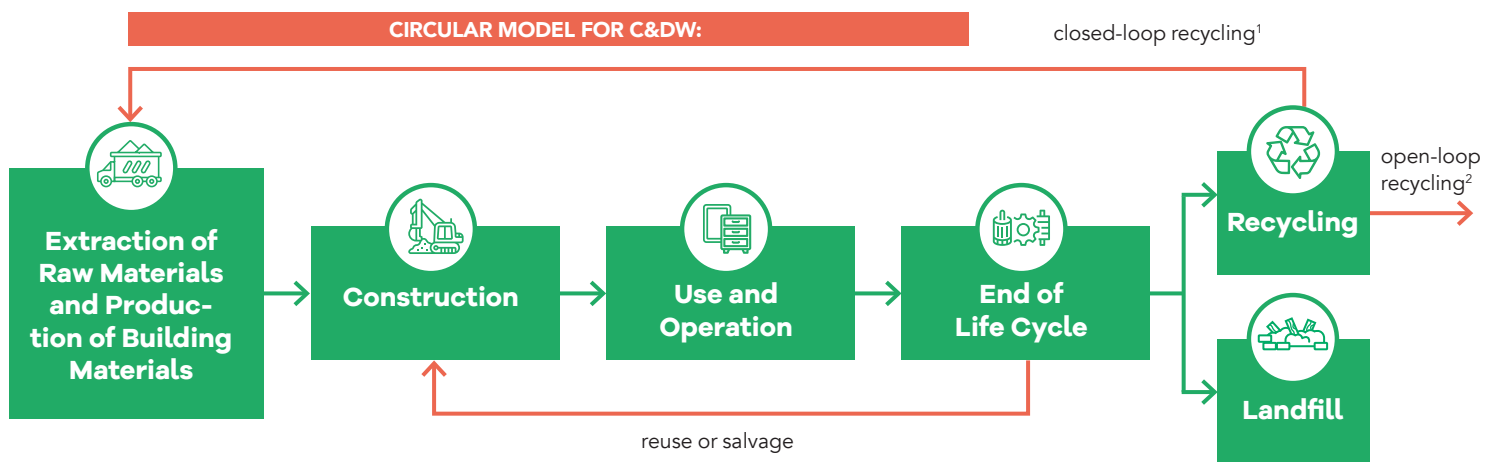 CIRCULAR MODEL FOR C&DW:
closed-loop recycling¹
Extraction of
Raw Materials
and Produc-
tion of Building
Materials
Construction
Use and
Operation
End of
Life Cycle
Recycling
open-loop
recycling²
Landfill
reuse or salvage